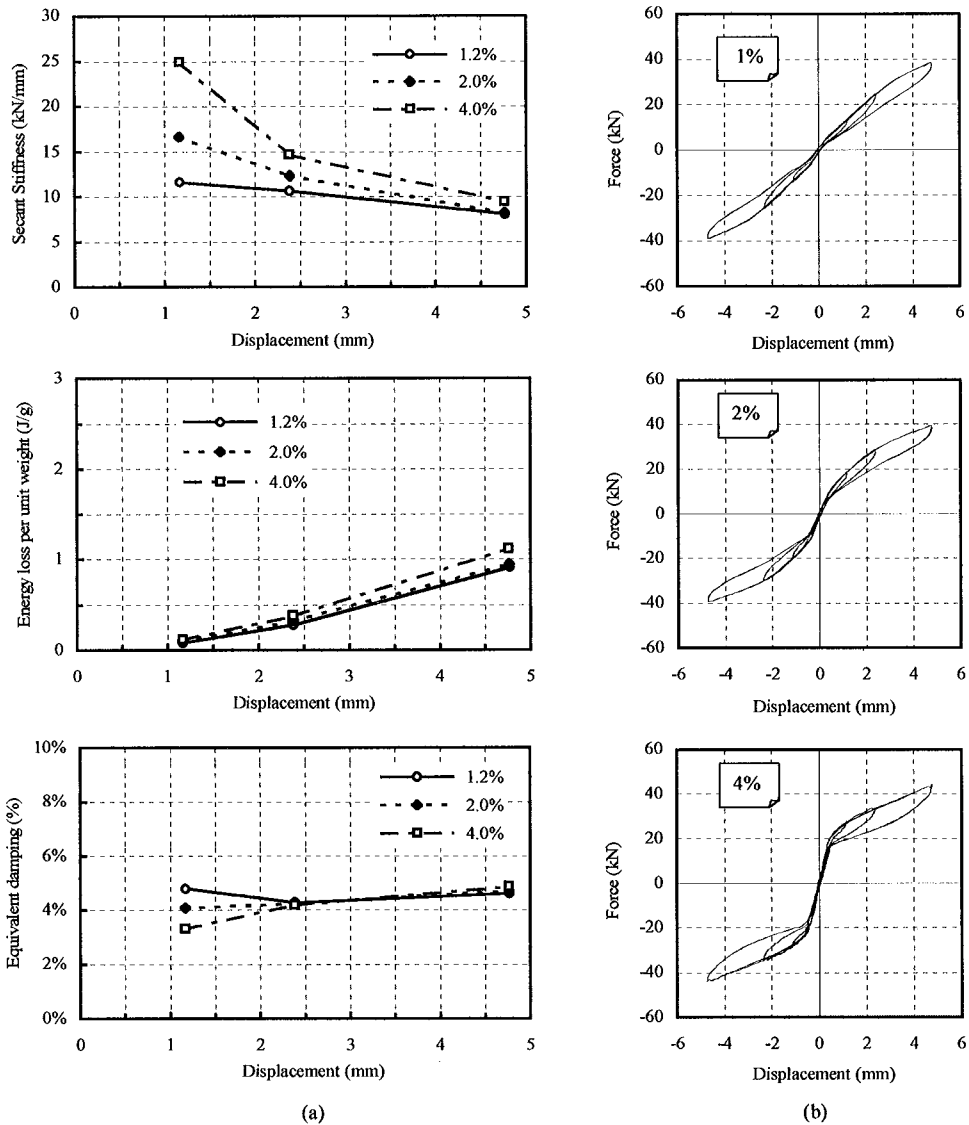 Secant Stiffness (kN/mm)
30
25
20
15
10
5
0
1.2%
2.0%
4.0%
0 1 2 3 4 5
Displacement (mm)
Force (kN)
60
40
20
0
-20
-40
-60
1%
-6 -4 -2 0 2 4 6
Displacement (mm)
Energy loss per unit weight (J/g)
3
2
1
0
1.2%
2.0%
4.0%
0 1 2 3 4 5
Displacement (mm)
Force (kN)
60
40
20
0
-20
-40
-60
2%
-6 -4 -2 0 2 4 6
Displacement (mm)
Equivalent damping (%)
10%
8%
6%
4%
2%
0%
1.2%
2.0%
4.0%
0 1 2 3 4 5
Displacement (mm)
Force (kN)
60
40
20
0
-20
-40
-60
4%
-6 -4 -2 0 2 4 6
Displacement (mm)
(a)
(b)